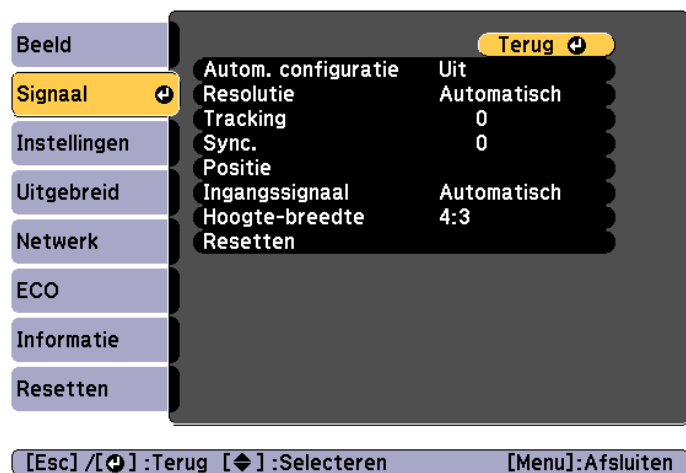 Beeld
Signaal
Instellingen
Uitgebreid
Netwerk
ECO
Informatie
Resetten
Terug
Autom. configuratie Uit
Resolutie Automatisch
Tracking 0
Sync. 0
Positie
Ingangssignaal Automatisch
Hoogte-breedte 4:3
Resetten
[Esc] /[⏎] :Terug [◆] :Selecteren [Menu]:Afsluiten